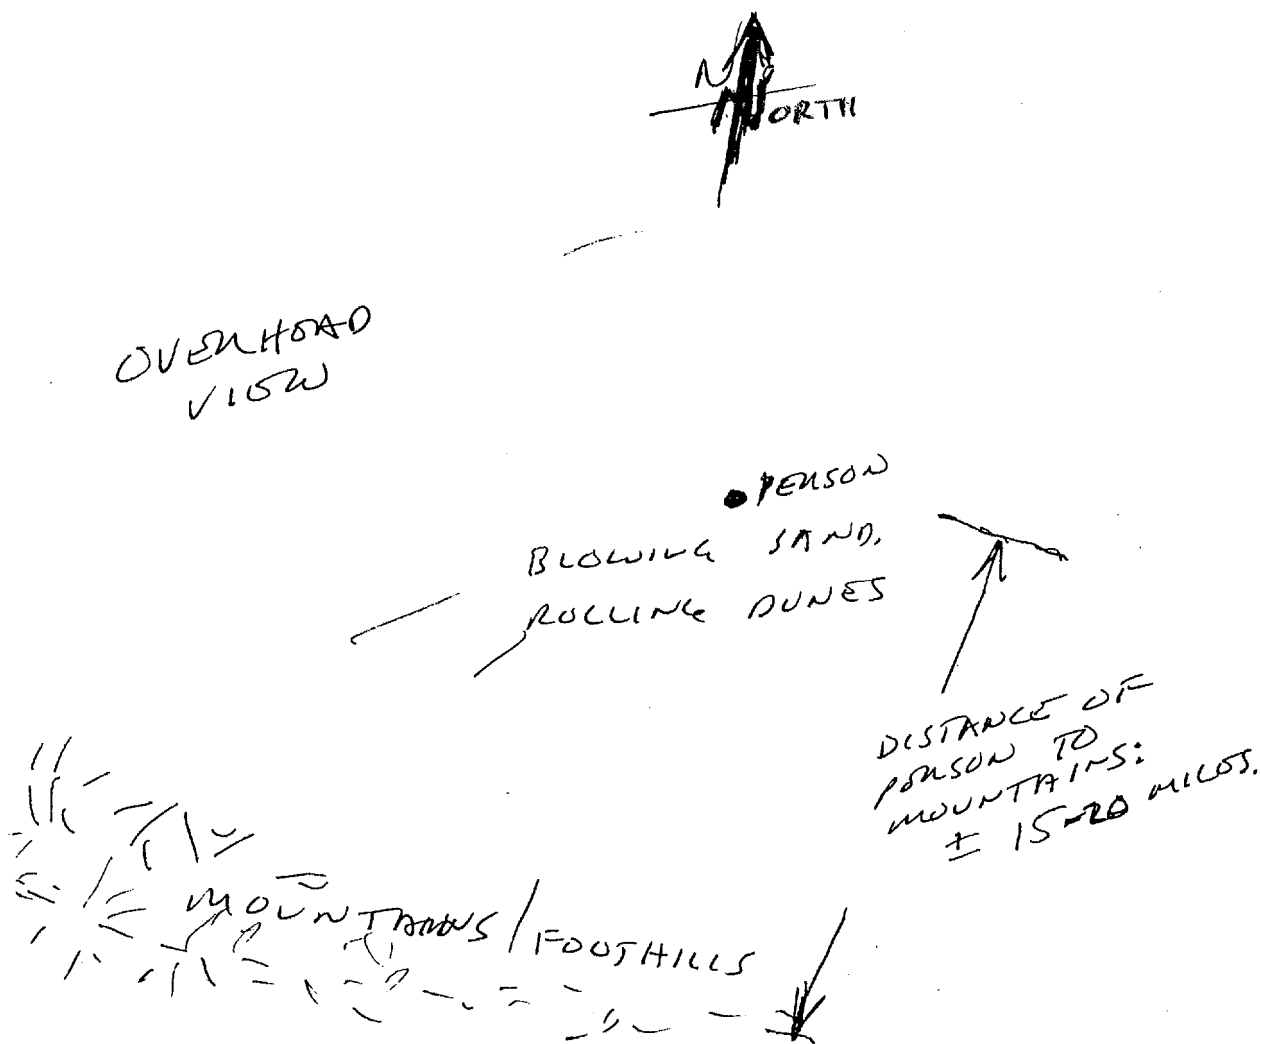 N
NORTH
OVERHEAD
VIEW
PERSON
BLOWING SAND,
ROLLING DUNES
DISTANCE OF
PERSON TO
MOUNTAINS:
± 15-20 MILES.
MOUNTAINS/FOOTHILLS